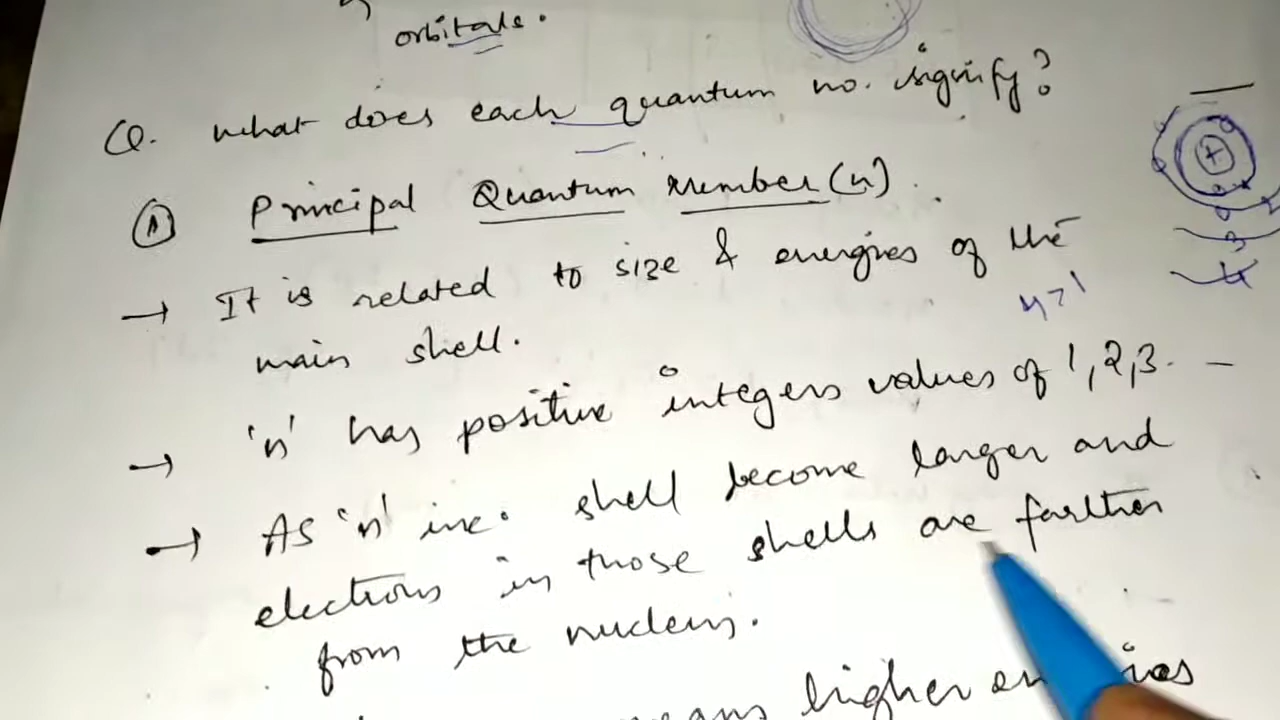 orbitals.
Q. What does each quantum no. signify?
① Principal Quantum Number (n).
→ It is related to size & energies of the
main shell.
→ 'n' has positive integers values of 1,2,3. –
→ As 'n' inc. shell become larger and
electrons in those shells are farther
from the nucleus.
means higher